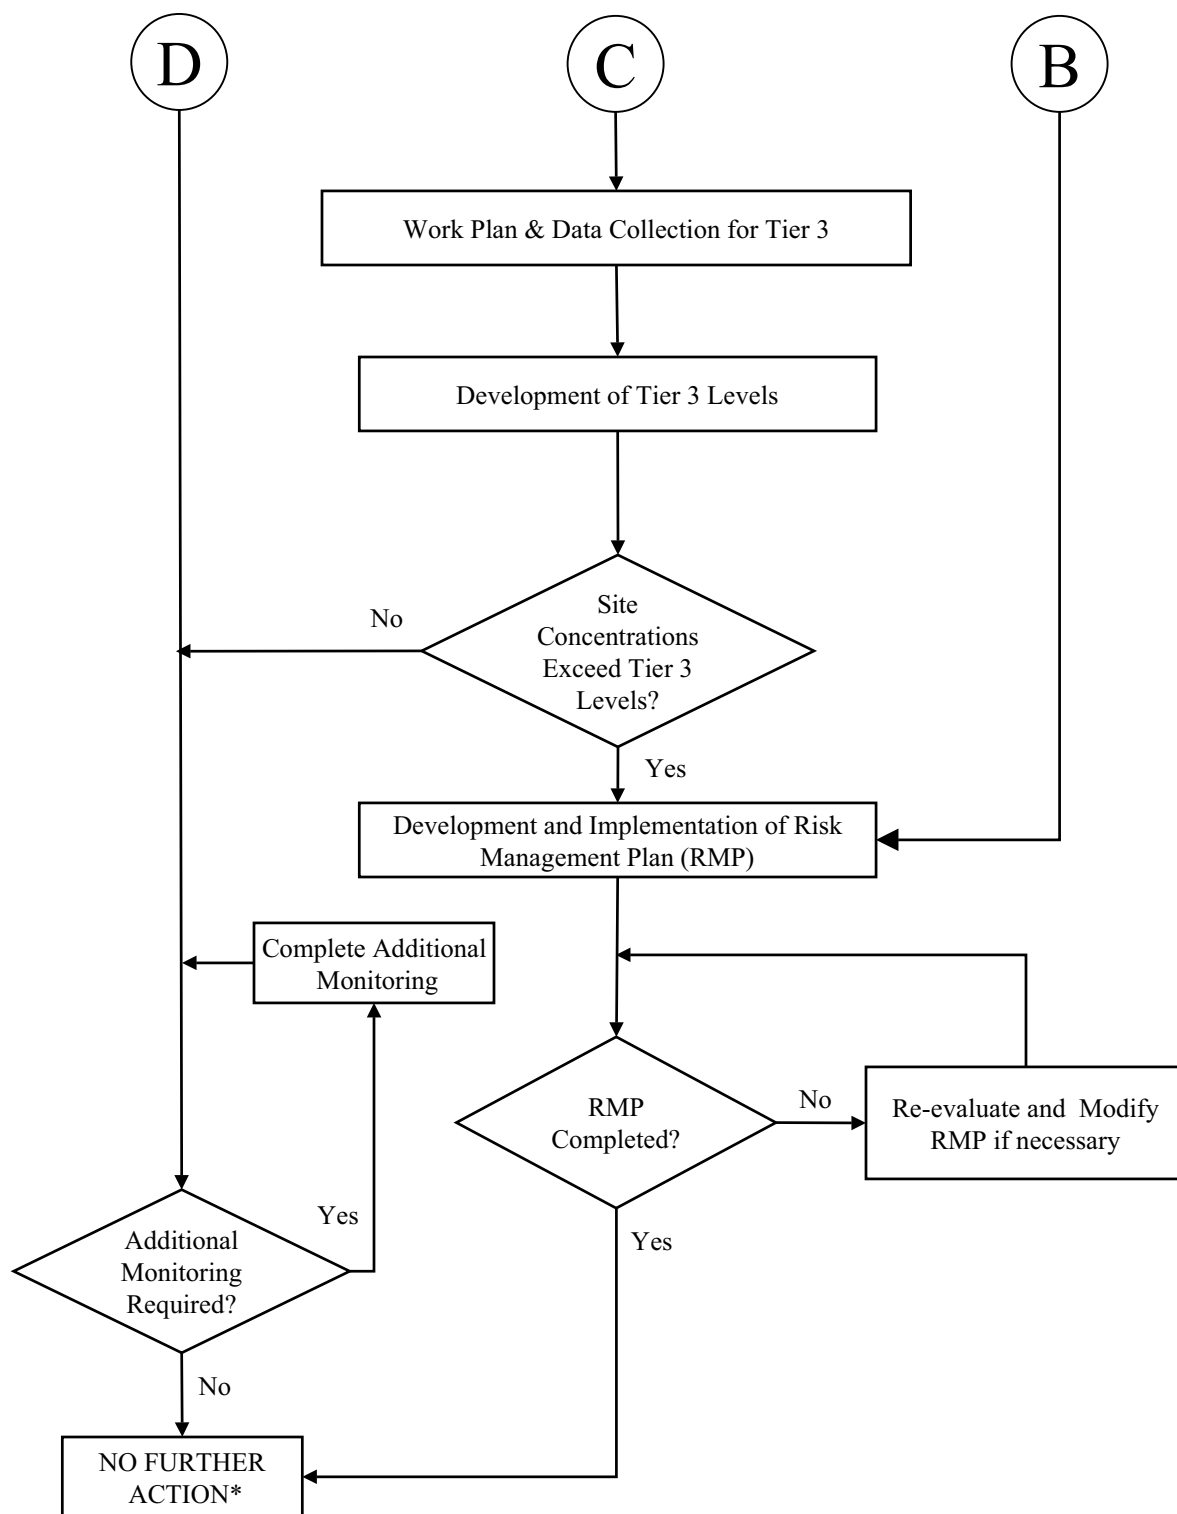 D
C
B
Work Plan & Data Collection for Tier 3
Development of Tier 3 Levels
No
Site
Concentrations
Exceed Tier 3
Levels?
Yes
Development and Implementation of Risk
Management Plan (RMP)
Complete Additional
Monitoring
RMP
Completed?
No
Re-evaluate and  Modify
RMP if necessary
Yes
Additional
Monitoring
Required?
Yes
No
NO FURTHER
ACTION*